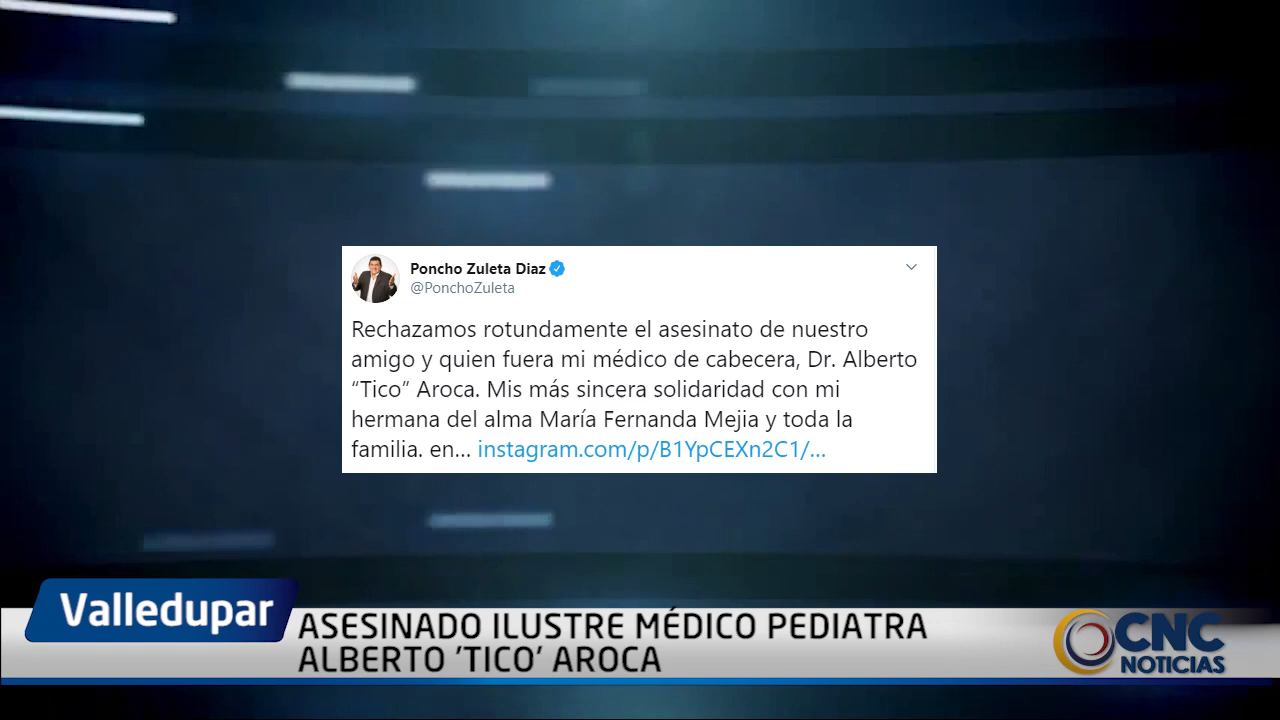 Poncho Zuleta Diaz
@PonchoZuleta
Rechazamos rotundamente el asesinato de nuestro
amigo y quien fuera mi médico de cabecera, Dr. Alberto
“Tico” Aroca. Mis más sincera solidaridad con mi
hermana del alma María Fernanda Mejia y toda la
familia. en... instagram.com/p/B1YpCEXn2C1/...
Valledupar
ASESINADO ILUSTRE MÉDICO PEDIATRA
ALBERTO 'TICO' AROCA
CNC
NOTICIAS